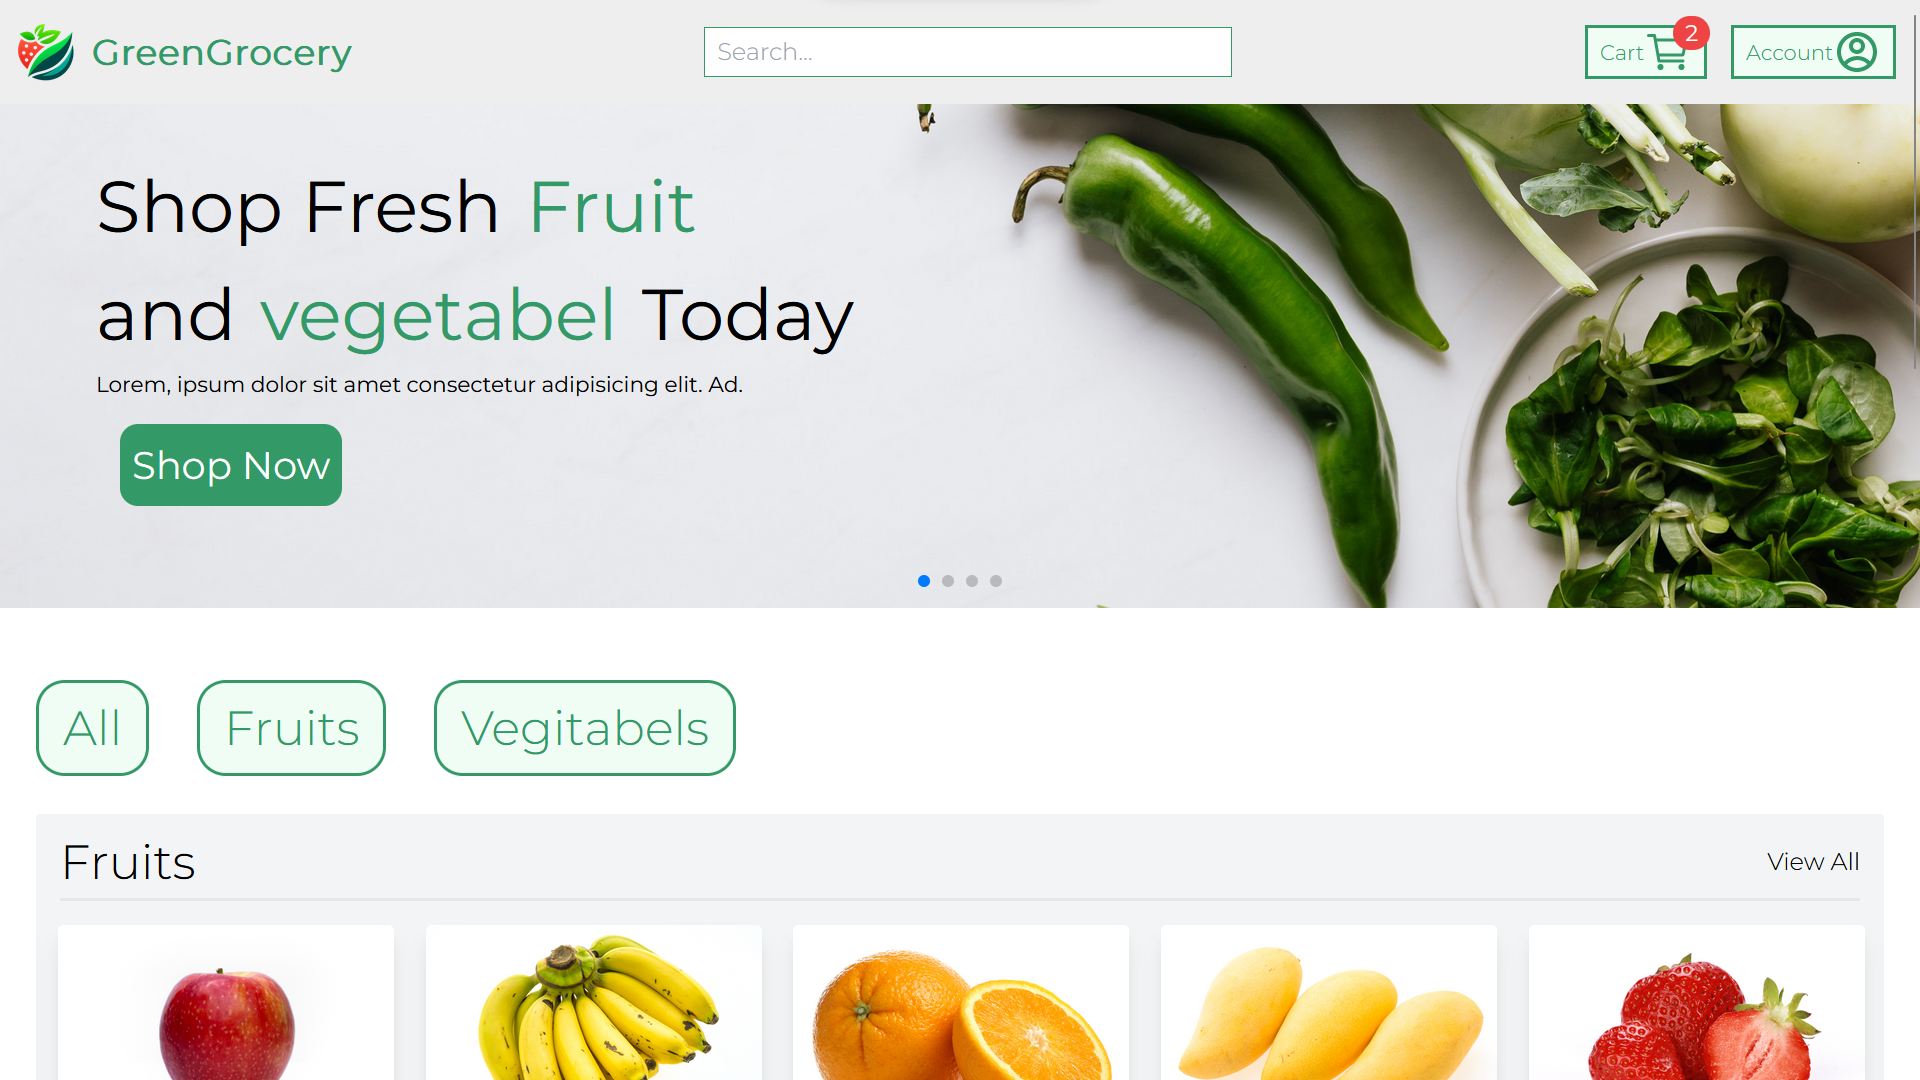 GreenGrocery
Search...
Cart
2
Account
Shop Fresh Fruit
and vegetabel Today
Lorem, ipsum dolor sit amet consectetur adipisicing elit. Ad.
Shop Now
All
Fruits
Vegitabels
Fruits
View All